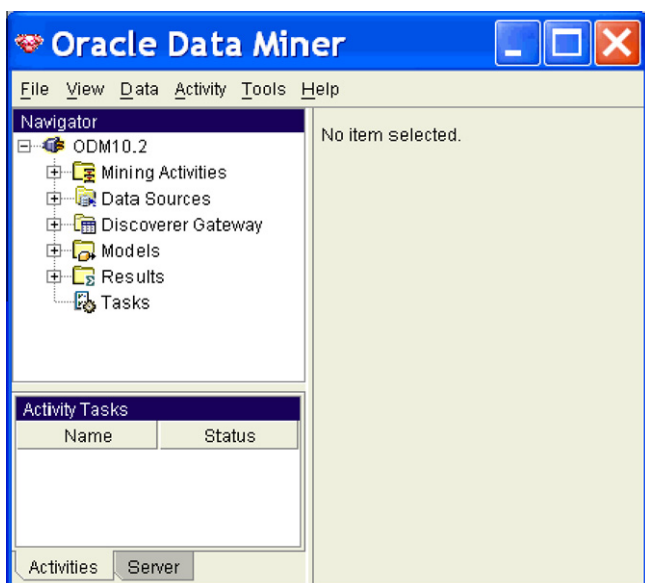 Oracle Data Miner
File View Data Activity Tools Help
Navigator
ODM10.2
Mining Activities
Data Sources
Discoverer Gateway
Models
Results
Tasks
No item selected.
Activity Tasks
Name Status
Activities Server